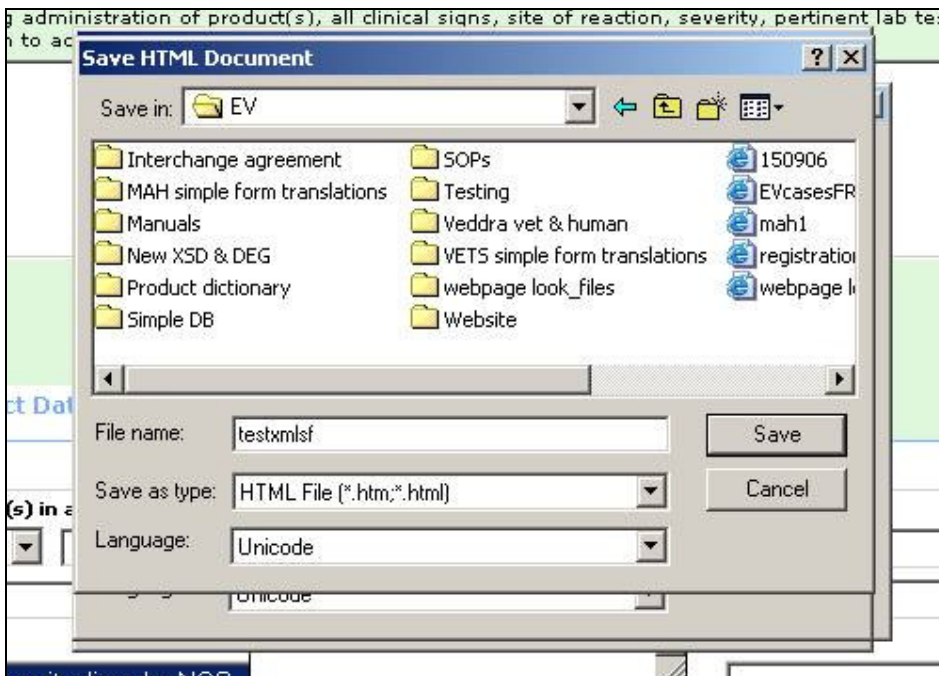 g administration of product(s), all clinical signs, site of reaction, severity, pertinent lab te
n to ac
Save HTML Document
Save in: EV
Interchange agreement
MAH simple form translations
Manuals
New XSD & DEG
Product dictionary
Simple DB
SOPs
Testing
Veddra vet & human
VETS simple form translations
webpage look_files
Website
150906
EVcasesFR
mah1
registration
webpage l
ct Dat
File name: testxmlsf
Save
Save as type: HTML File (*.htm;*.html)
Cancel
(s) in a
Language: Unicode
Unicode